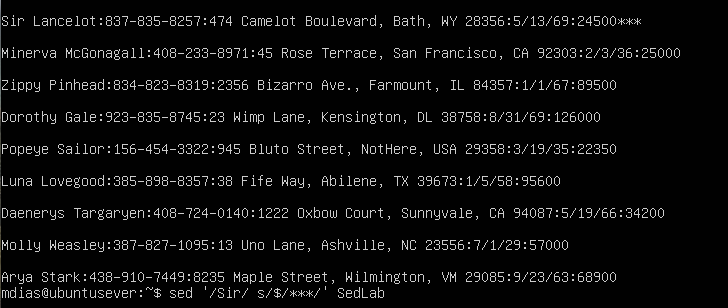 Sir Lancelot:837-835-8257:474 Camelot Boulevard, Bath, WY 28356:5/13/69:24500***
Minerva McGonagall:408-233-8971:45 Rose Terrace, San Francisco, CA 92303:2/3/36:25000
Zippy Pinhead:834-823-8319:2356 Bizarro Ave., Farmount, IL 84357:1/1/67:89500
Dorothy Gale:923-835-8745:23 Wimp Lane, Kensington, DL 38758:8/31/69:126000
Popeye Sailor:156-454-3322:945 Bluto Street, NotHere, USA 29358:3/19/35:22350
Luna Lovegood:385-898-8357:38 Fife Way, Abilene, TX 39673:1/5/58:95600
Daenerys Targaryen:408-724-0140:1222 Oxbow Court, Sunnyvale, CA 94087:5/19/66:34200
Molly Weasley:387-827-1095:13 Uno Lane, Ashville, NC 23556:7/1/29:57000
Arya Stark:438-910-7449:8235 Maple Street, Wilmington, VM 29085:9/23/63:68900
mdias@ubuntusever:~$ sed '/Sir/ s/$/***/' SedLab